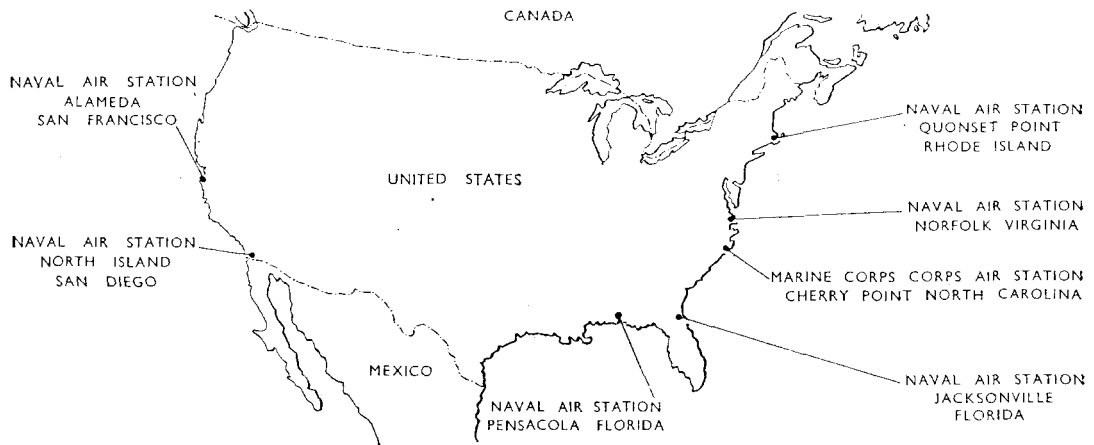 CANADA
NAVAL AIR STATION
ALAMEDA
SAN FRANCISCO
NAVAL AIR STATION
QUONSET POINT
RHODE ISLAND
UNITED STATES
NAVAL AIR STATION
NORFOLK VIRGINIA
NAVAL AIR STATION
NORTH ISLAND
SAN DIEGO
MARINE CORPS CORPS AIR STATION
CHERRY POINT NORTH CAROLINA
MEXICO
NAVAL AIR STATION
PENSACOLA FLORIDA
NAVAL AIR STATION
JACKSONVILLE
FLORIDA